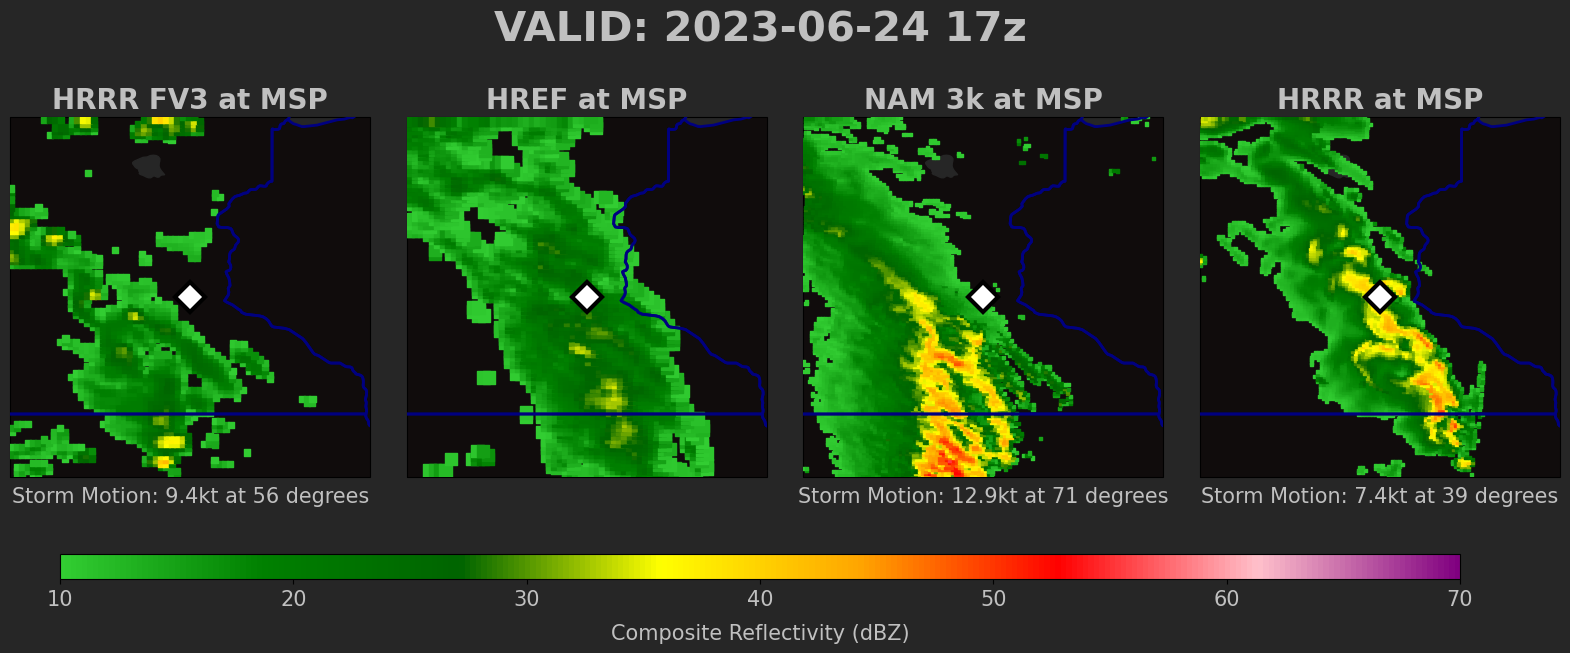 VALID: 2023-06-24 17z
HRRR FV3 at MSP
HREF at MSP
NAM 3k at MSP
HRRR at MSP
Storm Motion: 9.4kt at 56 degrees
Storm Motion: 12.9kt at 71 degrees
Storm Motion: 7.4kt at 39 degrees
10 20 30 40 50 60 70
Composite Reflectivity (dBZ)